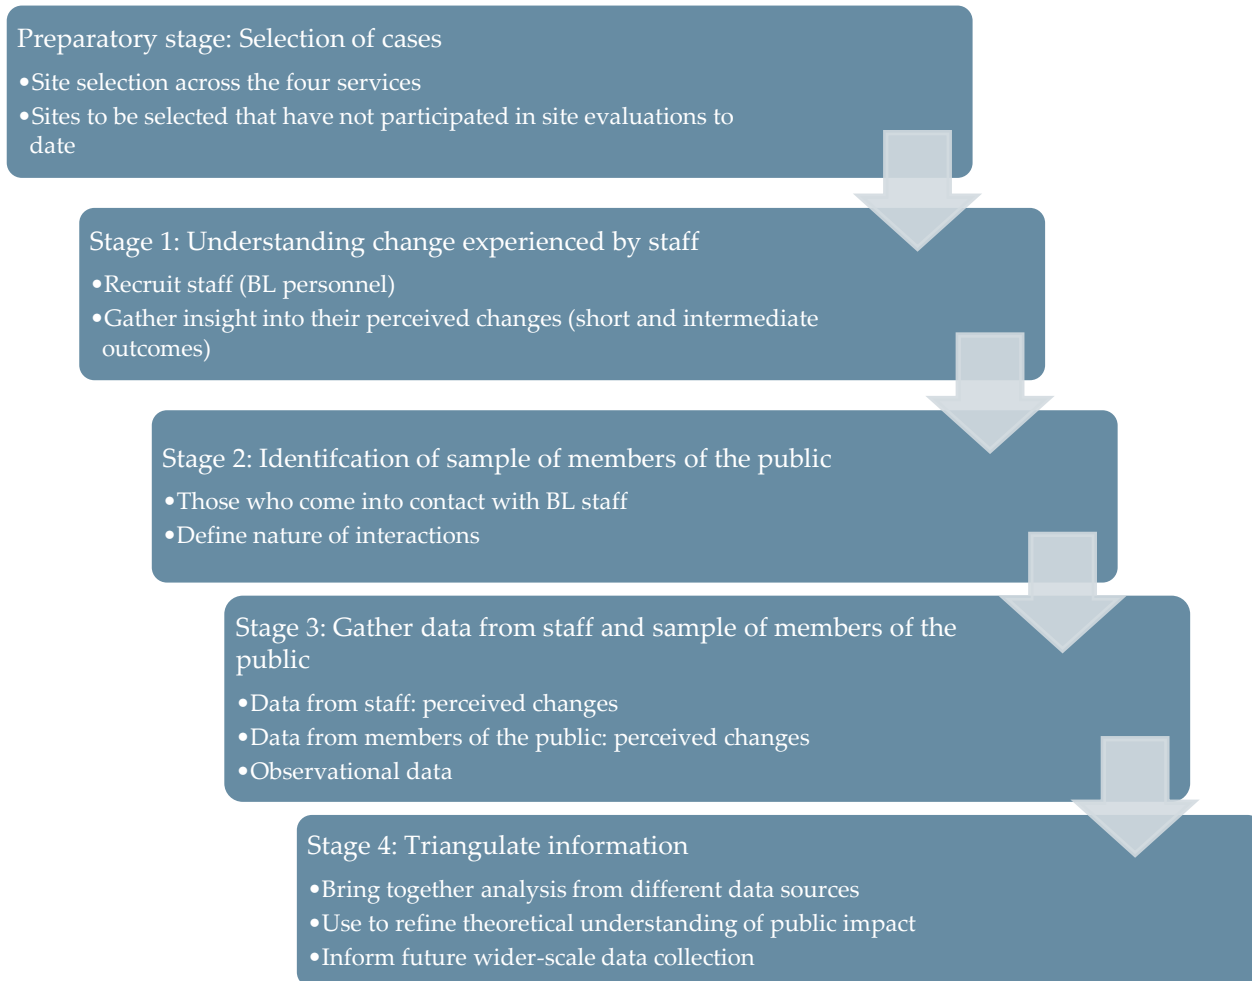 Preparatory stage: Selection of cases
•Site selection across the four services
•Sites to be selected that have not participated in site evaluations to
date
Stage 1: Understanding change experienced by staff
•Recruit staff (BL personnel)
•Gather insight into their perceived changes (short and intermediate
outcomes)
Stage 2: Identifcation of sample of members of the public
•Those who come into contact with BL staff
•Define nature of interactions
Stage 3: Gather data from staff and sample of members of the
public
•Data from staff: perceived changes
•Data from members of the public: perceived changes
•Observational data
Stage 4: Triangulate information
•Bring together analysis from different data sources
•Use to refine theoretical understanding of public impact
•Inform future wider-scale data collection